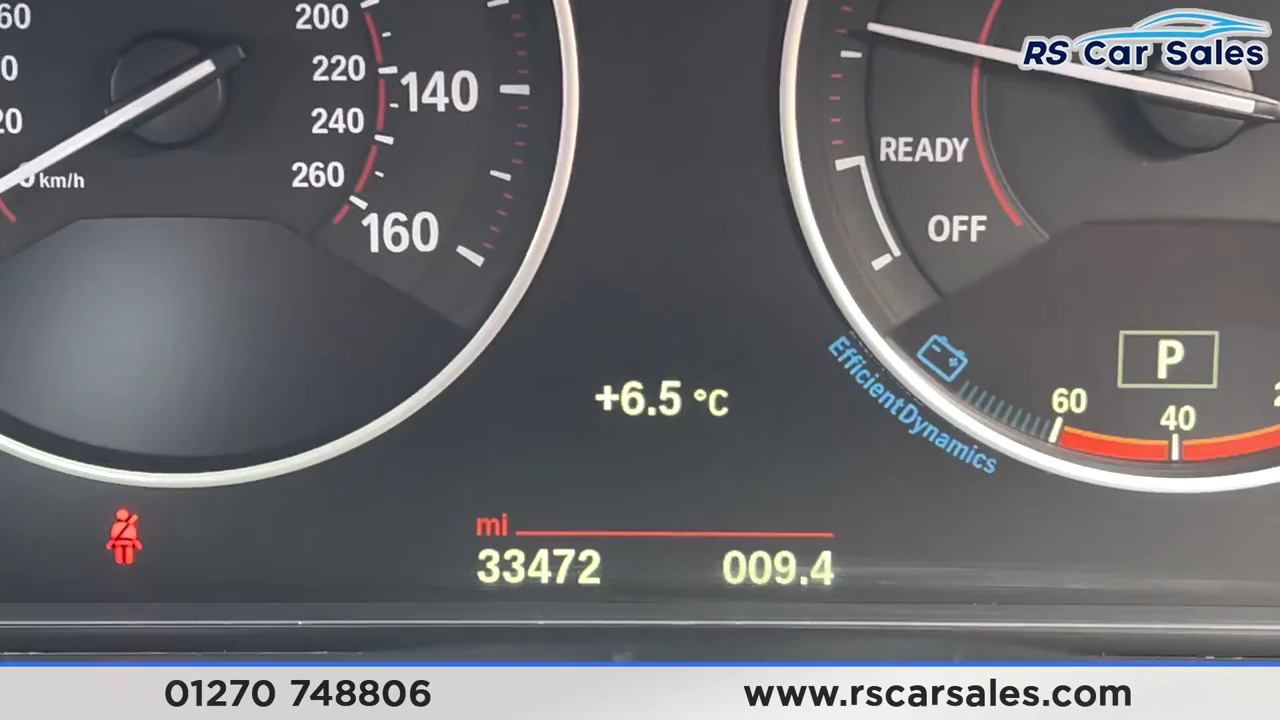 60
200
220
140
240
260
160
km/h
RS Car Sales
READY
OFF
P
60
40
EfficientDynamics
+6.5 °C
mi
33472 009.4
01270 748806 www.rscarsales.com